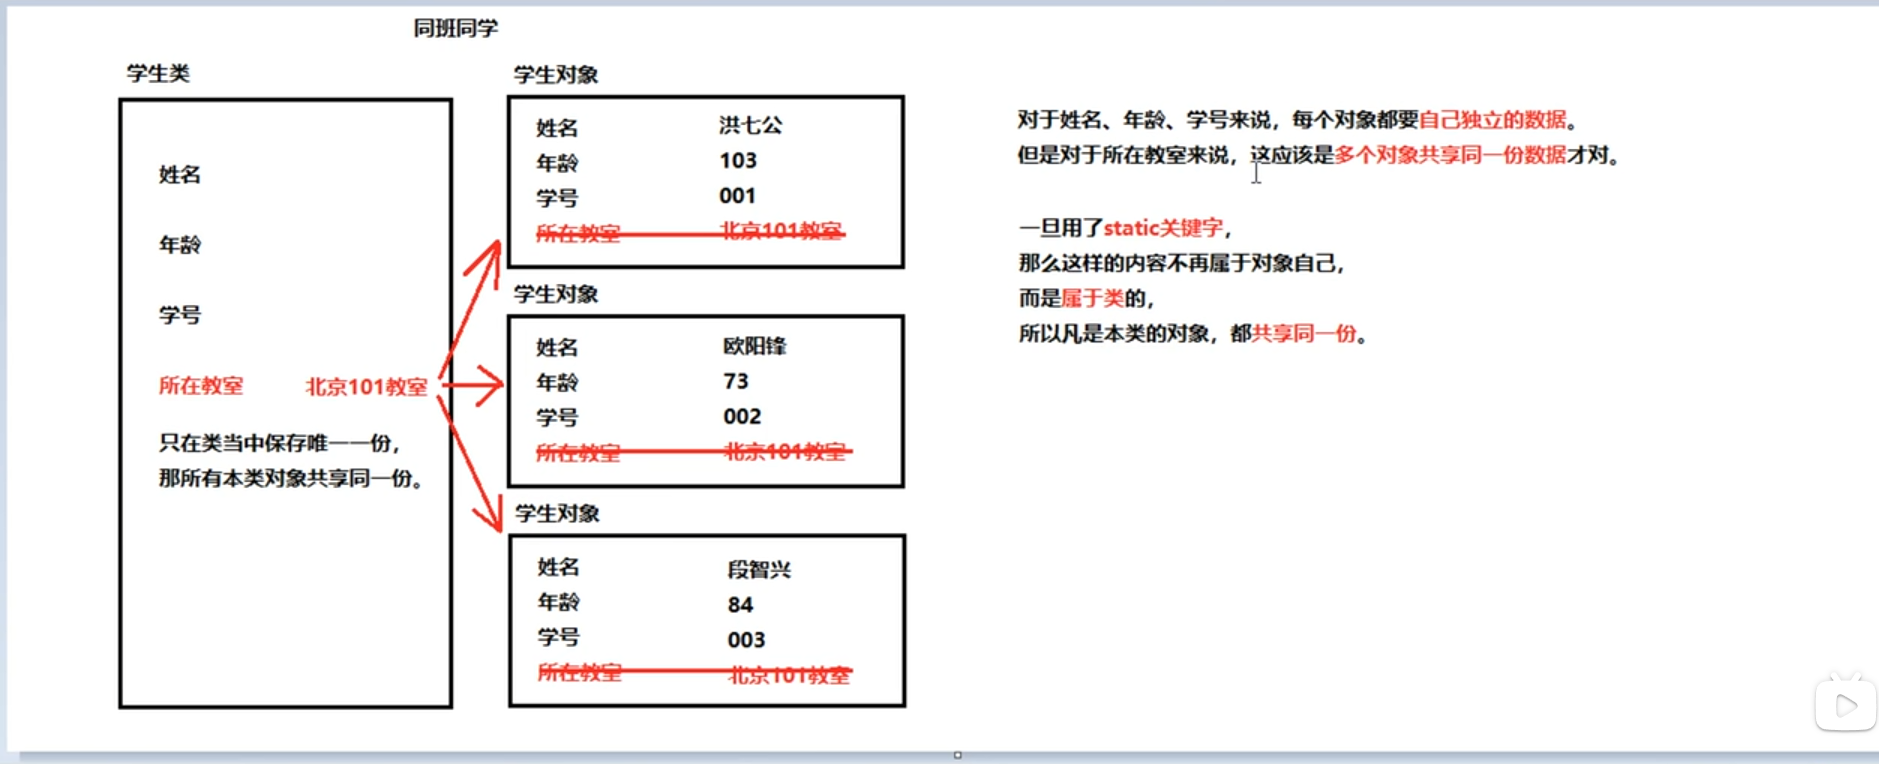 同班同学
学生类
姓名
年龄
学号
所在教室 北京101教室
只在类当中保存唯一一份，
那所有本类对象共享同一份。
学生对象
姓名 洪七公
年龄 103
学号 001
所在教室 北京101教室
学生对象
姓名 欧阳锋
年龄 73
学号 002
所在教室 北京101教室
学生对象
姓名 段智兴
年龄 84
学号 003
所在教室 北京101教室
对于姓名、年龄、学号来说，每个对象都要自己独立的数据。
但是对于所在教室来说，这应该是多个对象共享同一份数据才对。
一旦用了static关键字，
那么这样的内容不再属于对象自己，
而是属于类的，
所以凡是本类的对象，都共享同一份。